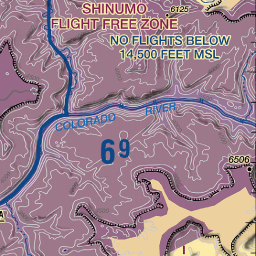 6125
SHINUMO
FLIGHT FREE ZONE
NO FLIGHTS BELOW
14,500 FEET MSL
COLORADO RIVER
69
6506